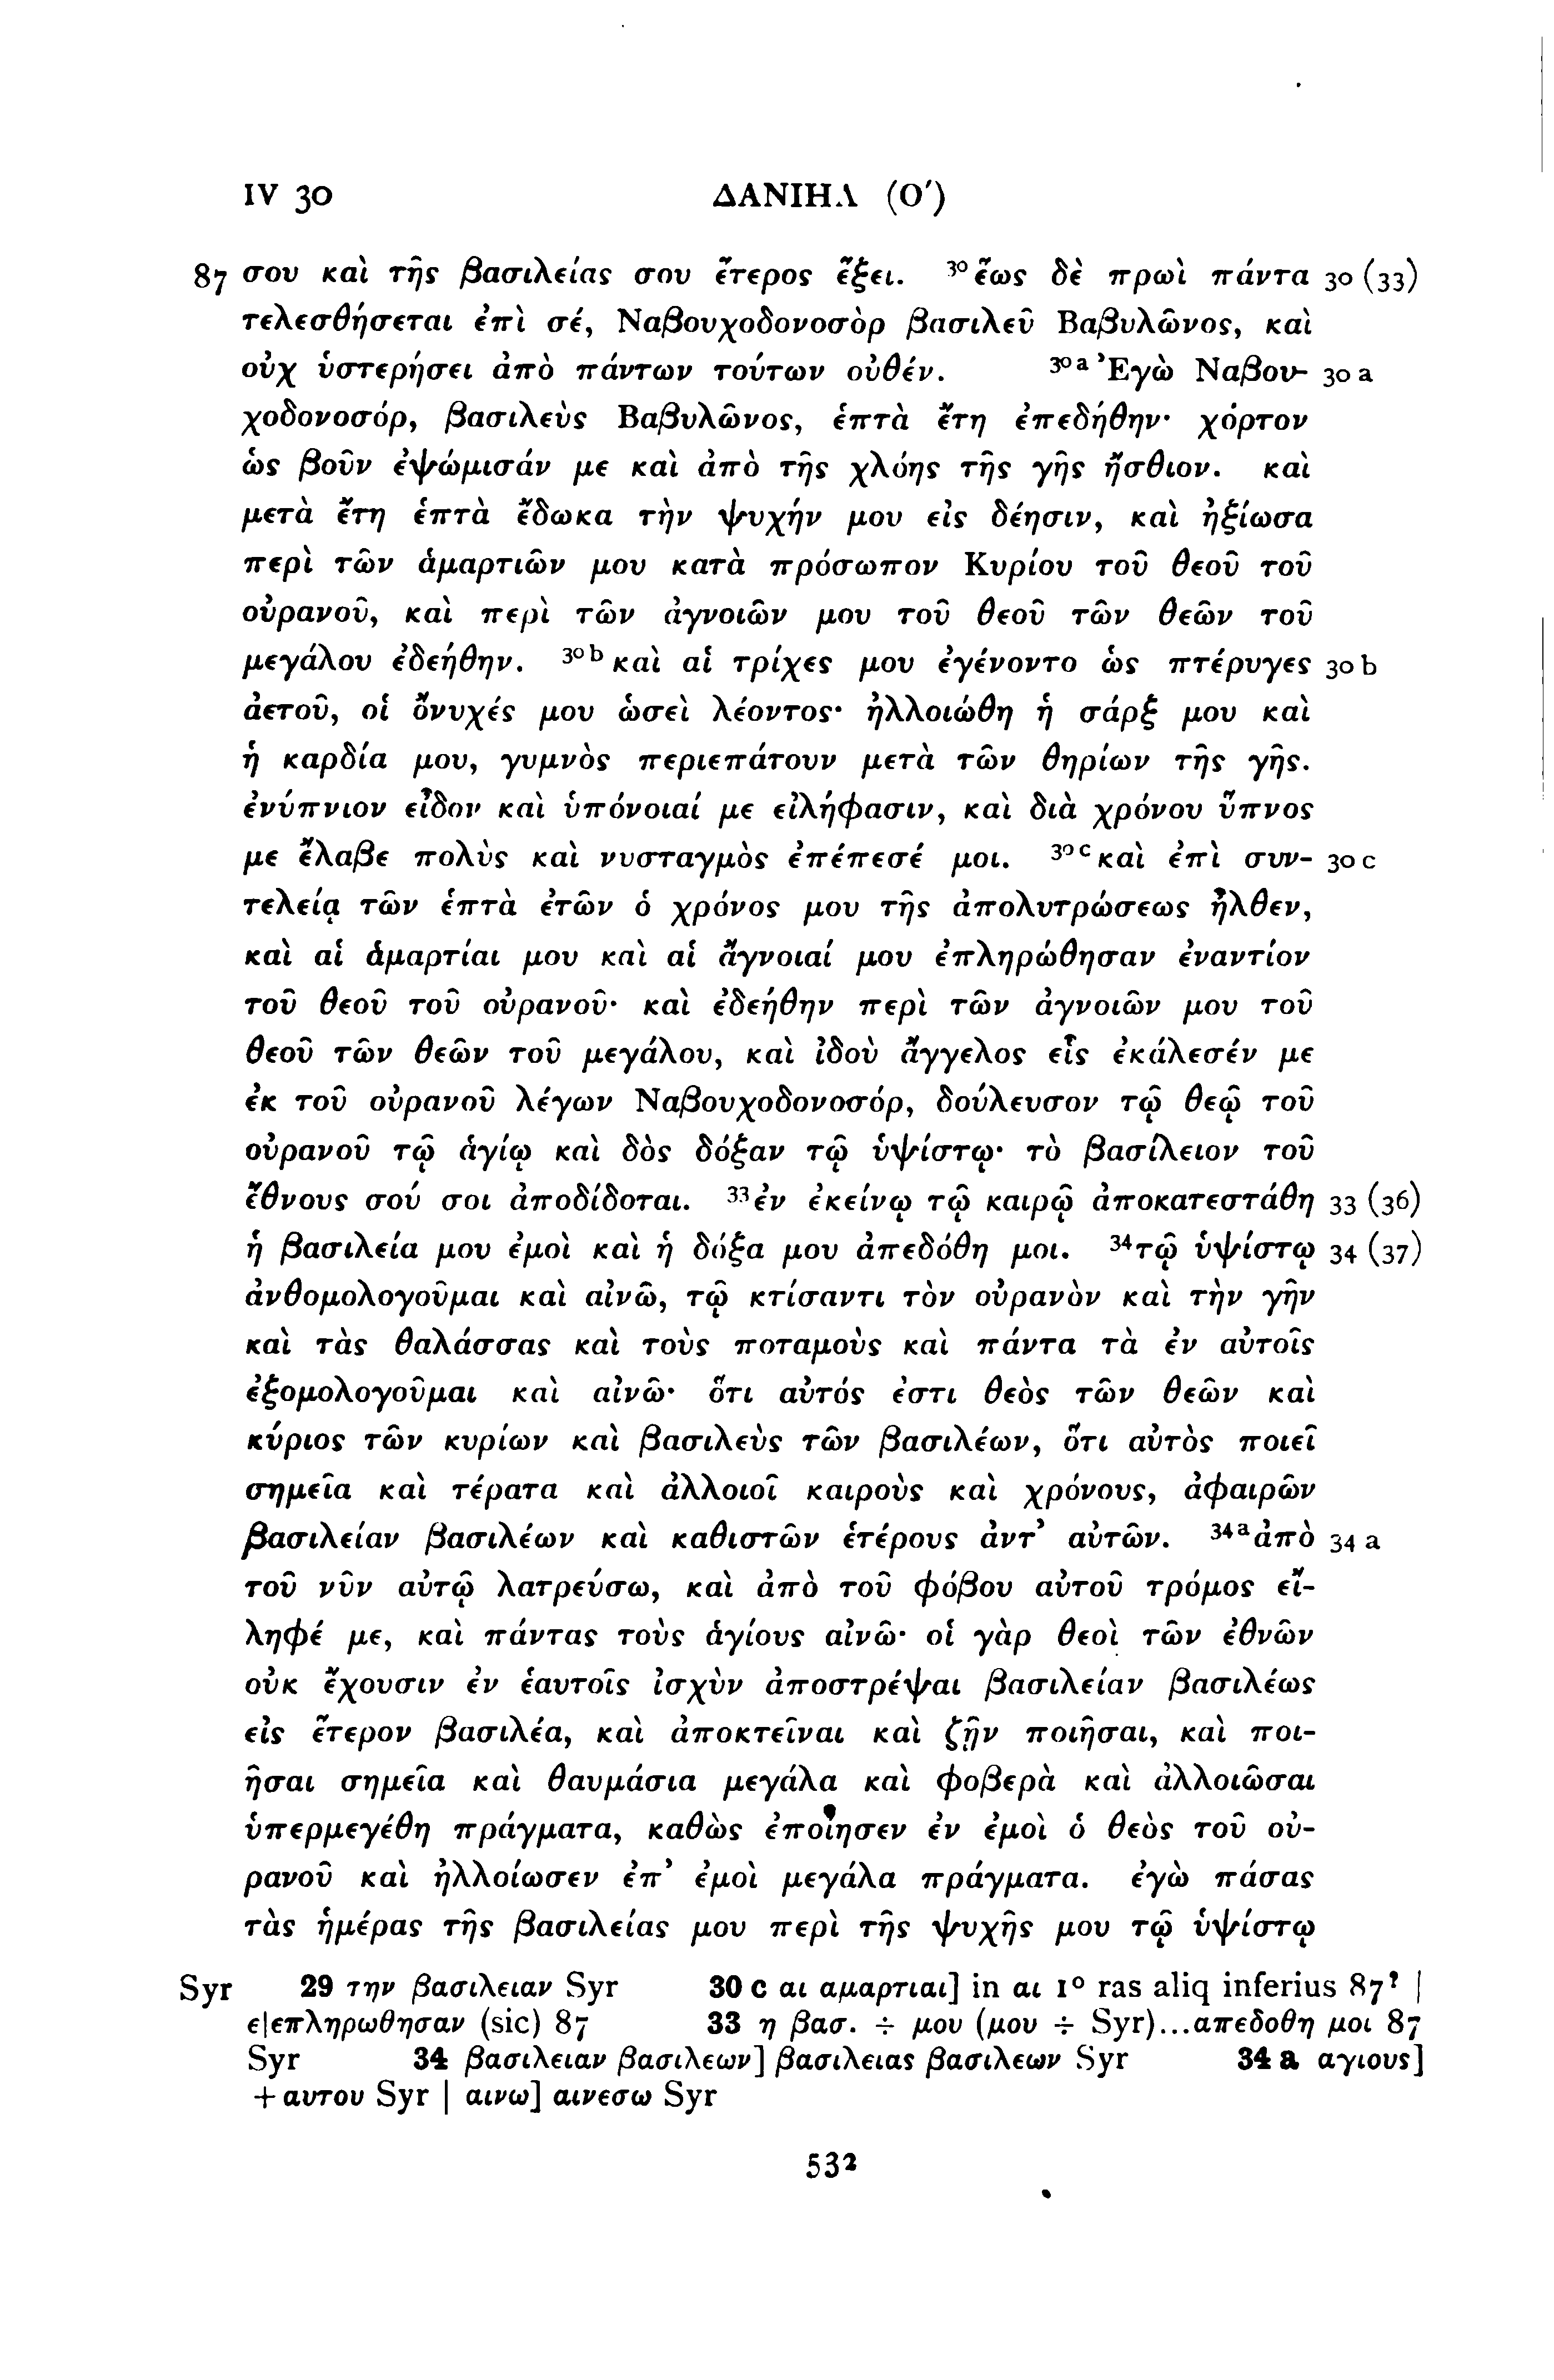 IV 30 ΔΑΝΙΗΛ (Ο′)
87 σου καὶ τῆς βασιλείας σου ἕτερος ἕξει. ³⁰ἕως δὲ πρωὶ πάντα 30 (33)
τελεσθήσεται ἐπὶ σέ, Ναβουχοδονοσὸρ βασιλεῦ Βαβυλῶνος, καὶ
οὐχ ὑστερήσει ἀπὸ πάντων τούτων οὐθέν. ³⁰ᵃἘγὼ Ναβου- 30 a
χοδονοσόρ, βασιλεὺς Βαβυλῶνος, ἑπτὰ ἔτη ἐπεδήθην· χόρτον
ὡς βοῦν ἐψώμισάν με καὶ ἀπὸ τῆς χλόης τῆς γῆς ἤσθιον. καὶ
μετὰ ἔτη ἑπτὰ ἔδωκα τὴν ψυχήν μου εἰς δέησιν, καὶ ἠξίωσα
περὶ τῶν ἁμαρτιῶν μου κατὰ πρόσωπον Κυρίου τοῦ θεοῦ τοῦ
οὐρανοῦ, καὶ περὶ τῶν ἀγνοιῶν μου τοῦ θεοῦ τῶν θεῶν τοῦ
μεγάλου ἐδεήθην. ³⁰ᵇκαὶ αἱ τρίχες μου ἐγένοντο ὡς πτέρυγες 30 b
ἀετοῦ, οἱ ὄνυχές μου ὡσεὶ λέοντος· ἠλλοιώθη ἡ σάρξ μου καὶ
ἡ καρδία μου, γυμνὸς περιεπάτουν μετὰ τῶν θηρίων τῆς γῆς.
ἐνύπνιον εἶδον καὶ ὑπόνοιαί με εἰλήφασιν, καὶ διὰ χρόνου ὕπνος
με ἔλαβε πολὺς καὶ νυσταγμὸς ἐπέπεσέ μοι. ³⁰ᶜκαὶ ἐπὶ συν- 30 c
τελείᾳ τῶν ἑπτὰ ἐτῶν ὁ χρόνος μου τῆς ἀπολυτρώσεως ἦλθεν,
καὶ αἱ ἁμαρτίαι μου καὶ αἱ ἄγνοιαί μου ἐπληρώθησαν ἐναντίον
τοῦ θεοῦ τοῦ οὐρανοῦ· καὶ ἐδεήθην περὶ τῶν ἀγνοιῶν μου τοῦ
θεοῦ τῶν θεῶν τοῦ μεγάλου, καὶ ἰδοὺ ἄγγελος εἷς ἐκάλεσέν με
ἐκ τοῦ οὐρανοῦ λέγων Ναβουχοδονοσόρ, δούλευσον τῷ θεῷ τοῦ
οὐρανοῦ τῷ ἁγίῳ καὶ δὸς δόξαν τῷ ὑψίστῳ· τὸ βασίλειον τοῦ
ἔθνους σού σοι ἀποδίδοται. ³³ἐν ἐκείνῳ τῷ καιρῷ ἀποκατεστάθη 33 (36)
ἡ βασιλεία μου ἐμοὶ καὶ ἡ δόξα μου ἀπεδόθη μοι. ³⁴τῷ ὑψίστῳ 34 (37)
ἀνθομολογοῦμαι καὶ αἰνῶ, τῷ κτίσαντι τὸν οὐρανὸν καὶ τὴν γῆν
καὶ τὰς θαλάσσας καὶ τοὺς ποταμοὺς καὶ πάντα τὰ ἐν αὐτοῖς
ἐξομολογοῦμαι καὶ αἰνῶ· ὅτι αὐτός ἐστι θεὸς τῶν θεῶν καὶ
κύριος τῶν κυρίων καὶ βασιλεὺς τῶν βασιλέων, ὅτι αὐτὸς ποιεῖ
σημεῖα καὶ τέρατα καὶ ἀλλοιοῖ καιροὺς καὶ χρόνους, ἀφαιρῶν
βασιλείαν βασιλέων καὶ καθιστῶν ἑτέρους ἀντ’ αὐτῶν. ³⁴ᵃἀπὸ 34 a
τοῦ νῦν αὐτῷ λατρεύσω, καὶ ἀπὸ τοῦ φόβου αὐτοῦ τρόμος εἴ-
ληφέ με, καὶ πάντας τοὺς ἁγίους αἰνῶ· οἱ γὰρ θεοὶ τῶν ἐθνῶν
οὐκ ἔχουσιν ἐν ἑαυτοῖς ἰσχὺν ἀποστρέψαι βασιλείαν βασιλέως
εἰς ἕτερον βασιλέα, καὶ ἀποκτεῖναι καὶ ζῆν ποιῆσαι, καὶ ποι-
ῆσαι σημεῖα καὶ θαυμάσια μεγάλα καὶ φοβερὰ καὶ ἀλλοιῶσαι
ὑπερμεγέθη πράγματα, καθὼς ἐποίησεν ἐν ἐμοὶ ὁ θεὸς τοῦ οὐ-
ρανοῦ καὶ ἠλλοίωσεν ἐπ’ ἐμοὶ μεγάλα πράγματα. ἐγὼ πάσας
τὰς ἡμέρας τῆς βασιλείας μου περὶ τῆς ψυχῆς μου τῷ ὑψίστῳ
Syr 29 την βασιλειαν Syr 30 c αι αμαρτιαι] in αι 1° ras aliq inferius 87? |
ε|επληρωθησαν (sic) 87 33 η βασ. ÷ μου (μου ÷ Syr)...απεδοθη μοι 87
Syr 34 βασιλειαν βασιλεων] βασιλειας βασιλεων Syr 34 a αγιους]
+αυτου Syr | αινω] αινεσω Syr
532